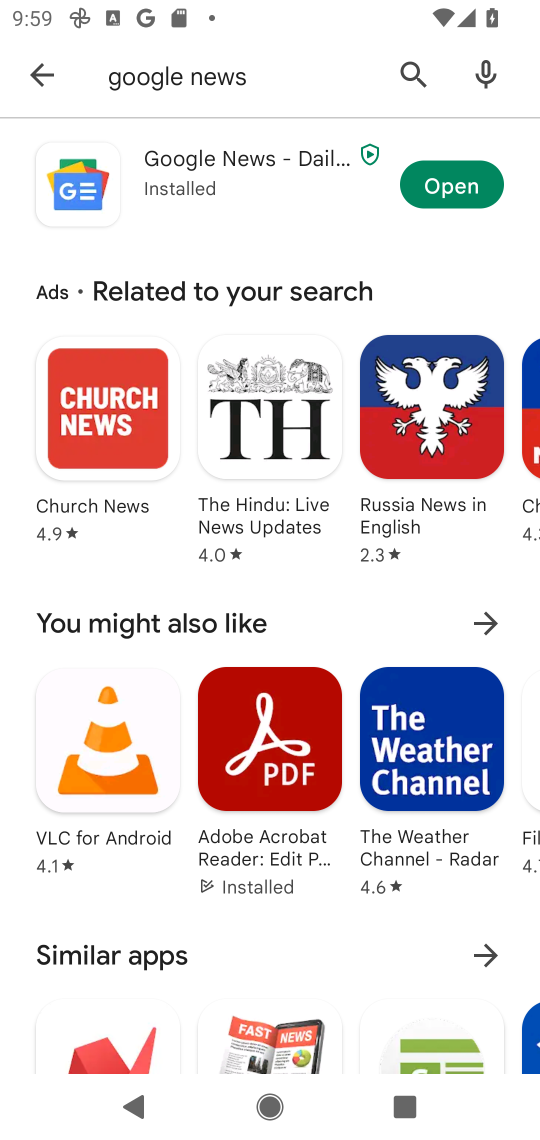 9:59
google news
Google News - Dail...
Installed
Open
Ads • Related to your search
CHURCH
NEWS
TH
Church News
4.9★
The Hindu: Live
News Updates
4.0★
Russia News in
English
2.3★
Ch
4.
You might also like
PDF
The
Weather
Channel
VLC for Android
4.1★
Adobe Acrobat
Reader: Edit P...
Installed
The Weather
Channel - Radar
4.6★
Fil
4.
Similar apps
FAST NEWS